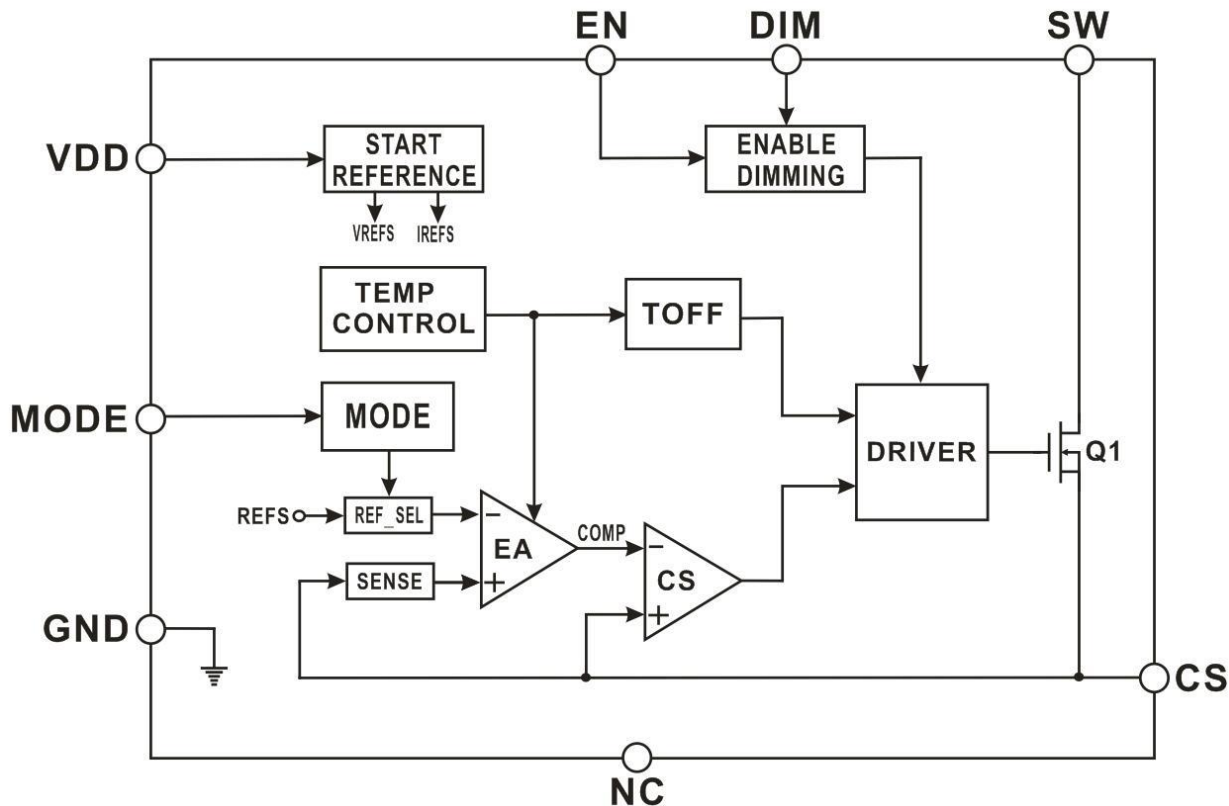 EN
DIM
SW
VDD
START
REFERENCE
ENABLE
DIMMING
VREFS
IREFS
TEMP
CONTROL
TOFF
MODE
MODE
DRIVER
Q1
REFS
REF_SEL
−
EA
COMP
−
CS
SENSE
+
+
GND
CS
NC